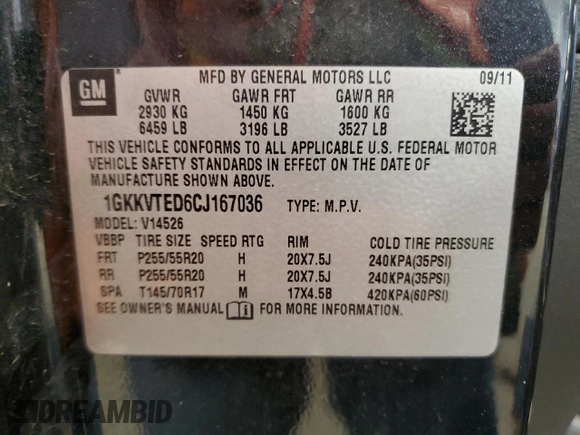 GM
MFD BY GENERAL MOTORS LLC 09/11
GVWR GAWR FRT GAWR RR
2930 KG 1450 KG 1600 KG
6459 LB 3196 LB 3527 LB
THIS VEHICLE CONFORMS TO ALL APPLICABLE U.S. FEDERAL MOTOR
VEHICLE SAFETY STANDARDS IN EFFECT ON THE DATE OF
MANUFACTURE SHOWN ABOVE.
1GKKVTED6CJ167036 TYPE: M.P.V.
MODEL: V14526
VBBP TIRE SIZE SPEED RTG RIM COLD TIRE PRESSURE
FRT P255/55R20 H 20X7.5J 240KPA(35PSI)
RR P255/55R20 H 20X7.5J 240KPA(35PSI)
SPA T145/70R17 M 17X4.5B 420KPA(60PSI)
SEE OWNER'S MANUAL FOR MORE INFORMATION.
DREAMBID